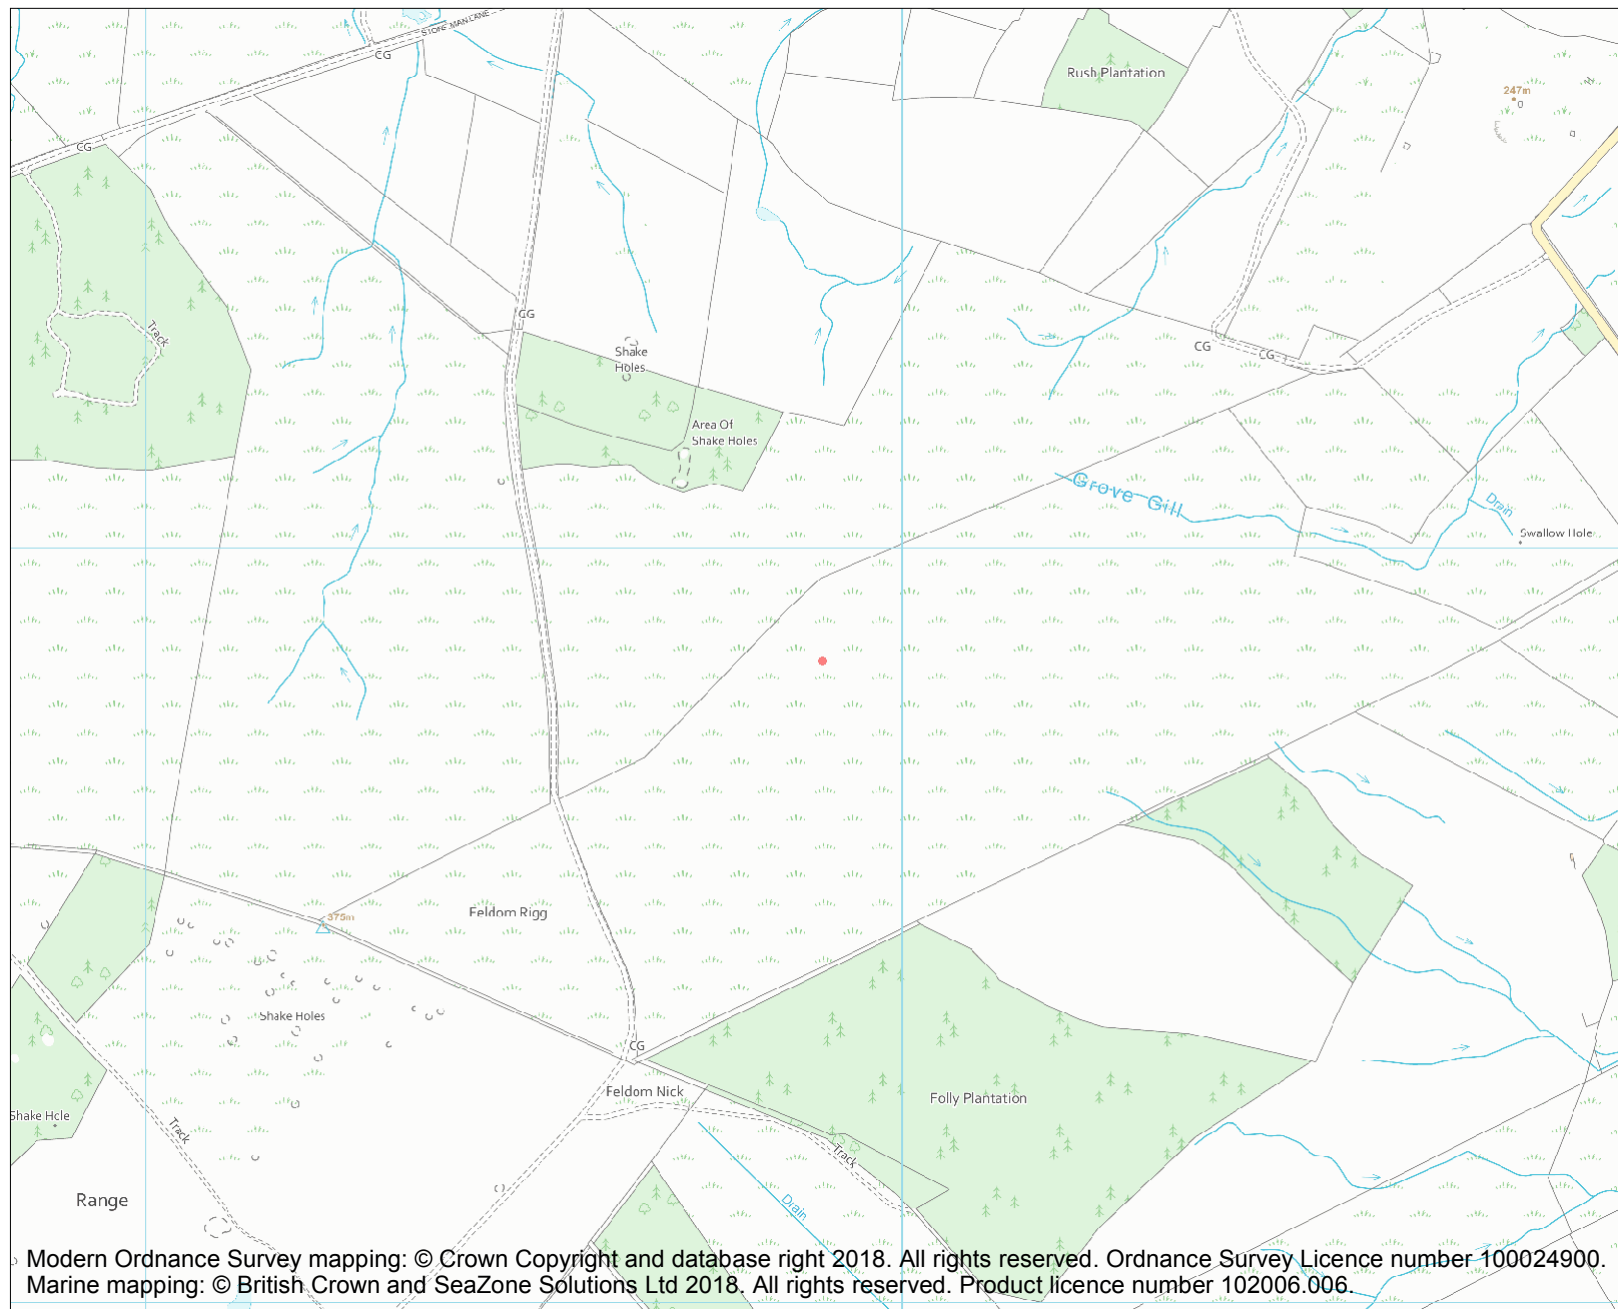 STONE MAN LANE
CG
Rush Plantation
247m
CG
CG
Track
Shake
Holes
CG
CG
Area Of
Shake Holes
Grove Gill
Drain
Swallow Hole
375m
Feldom Rigg
Shake Holes
CG
Feldom Nick
Folly Plantation
Shake Hole
Track
Track
Range
Drain
Modern Ordnance Survey mapping: © Crown Copyright and database right 2018. All rights reserved. Ordnance Survey Licence number 100024900.
Marine mapping: © British Crown and SeaZone Solutions Ltd 2018. All rights reserved. Product licence number 102006.006.